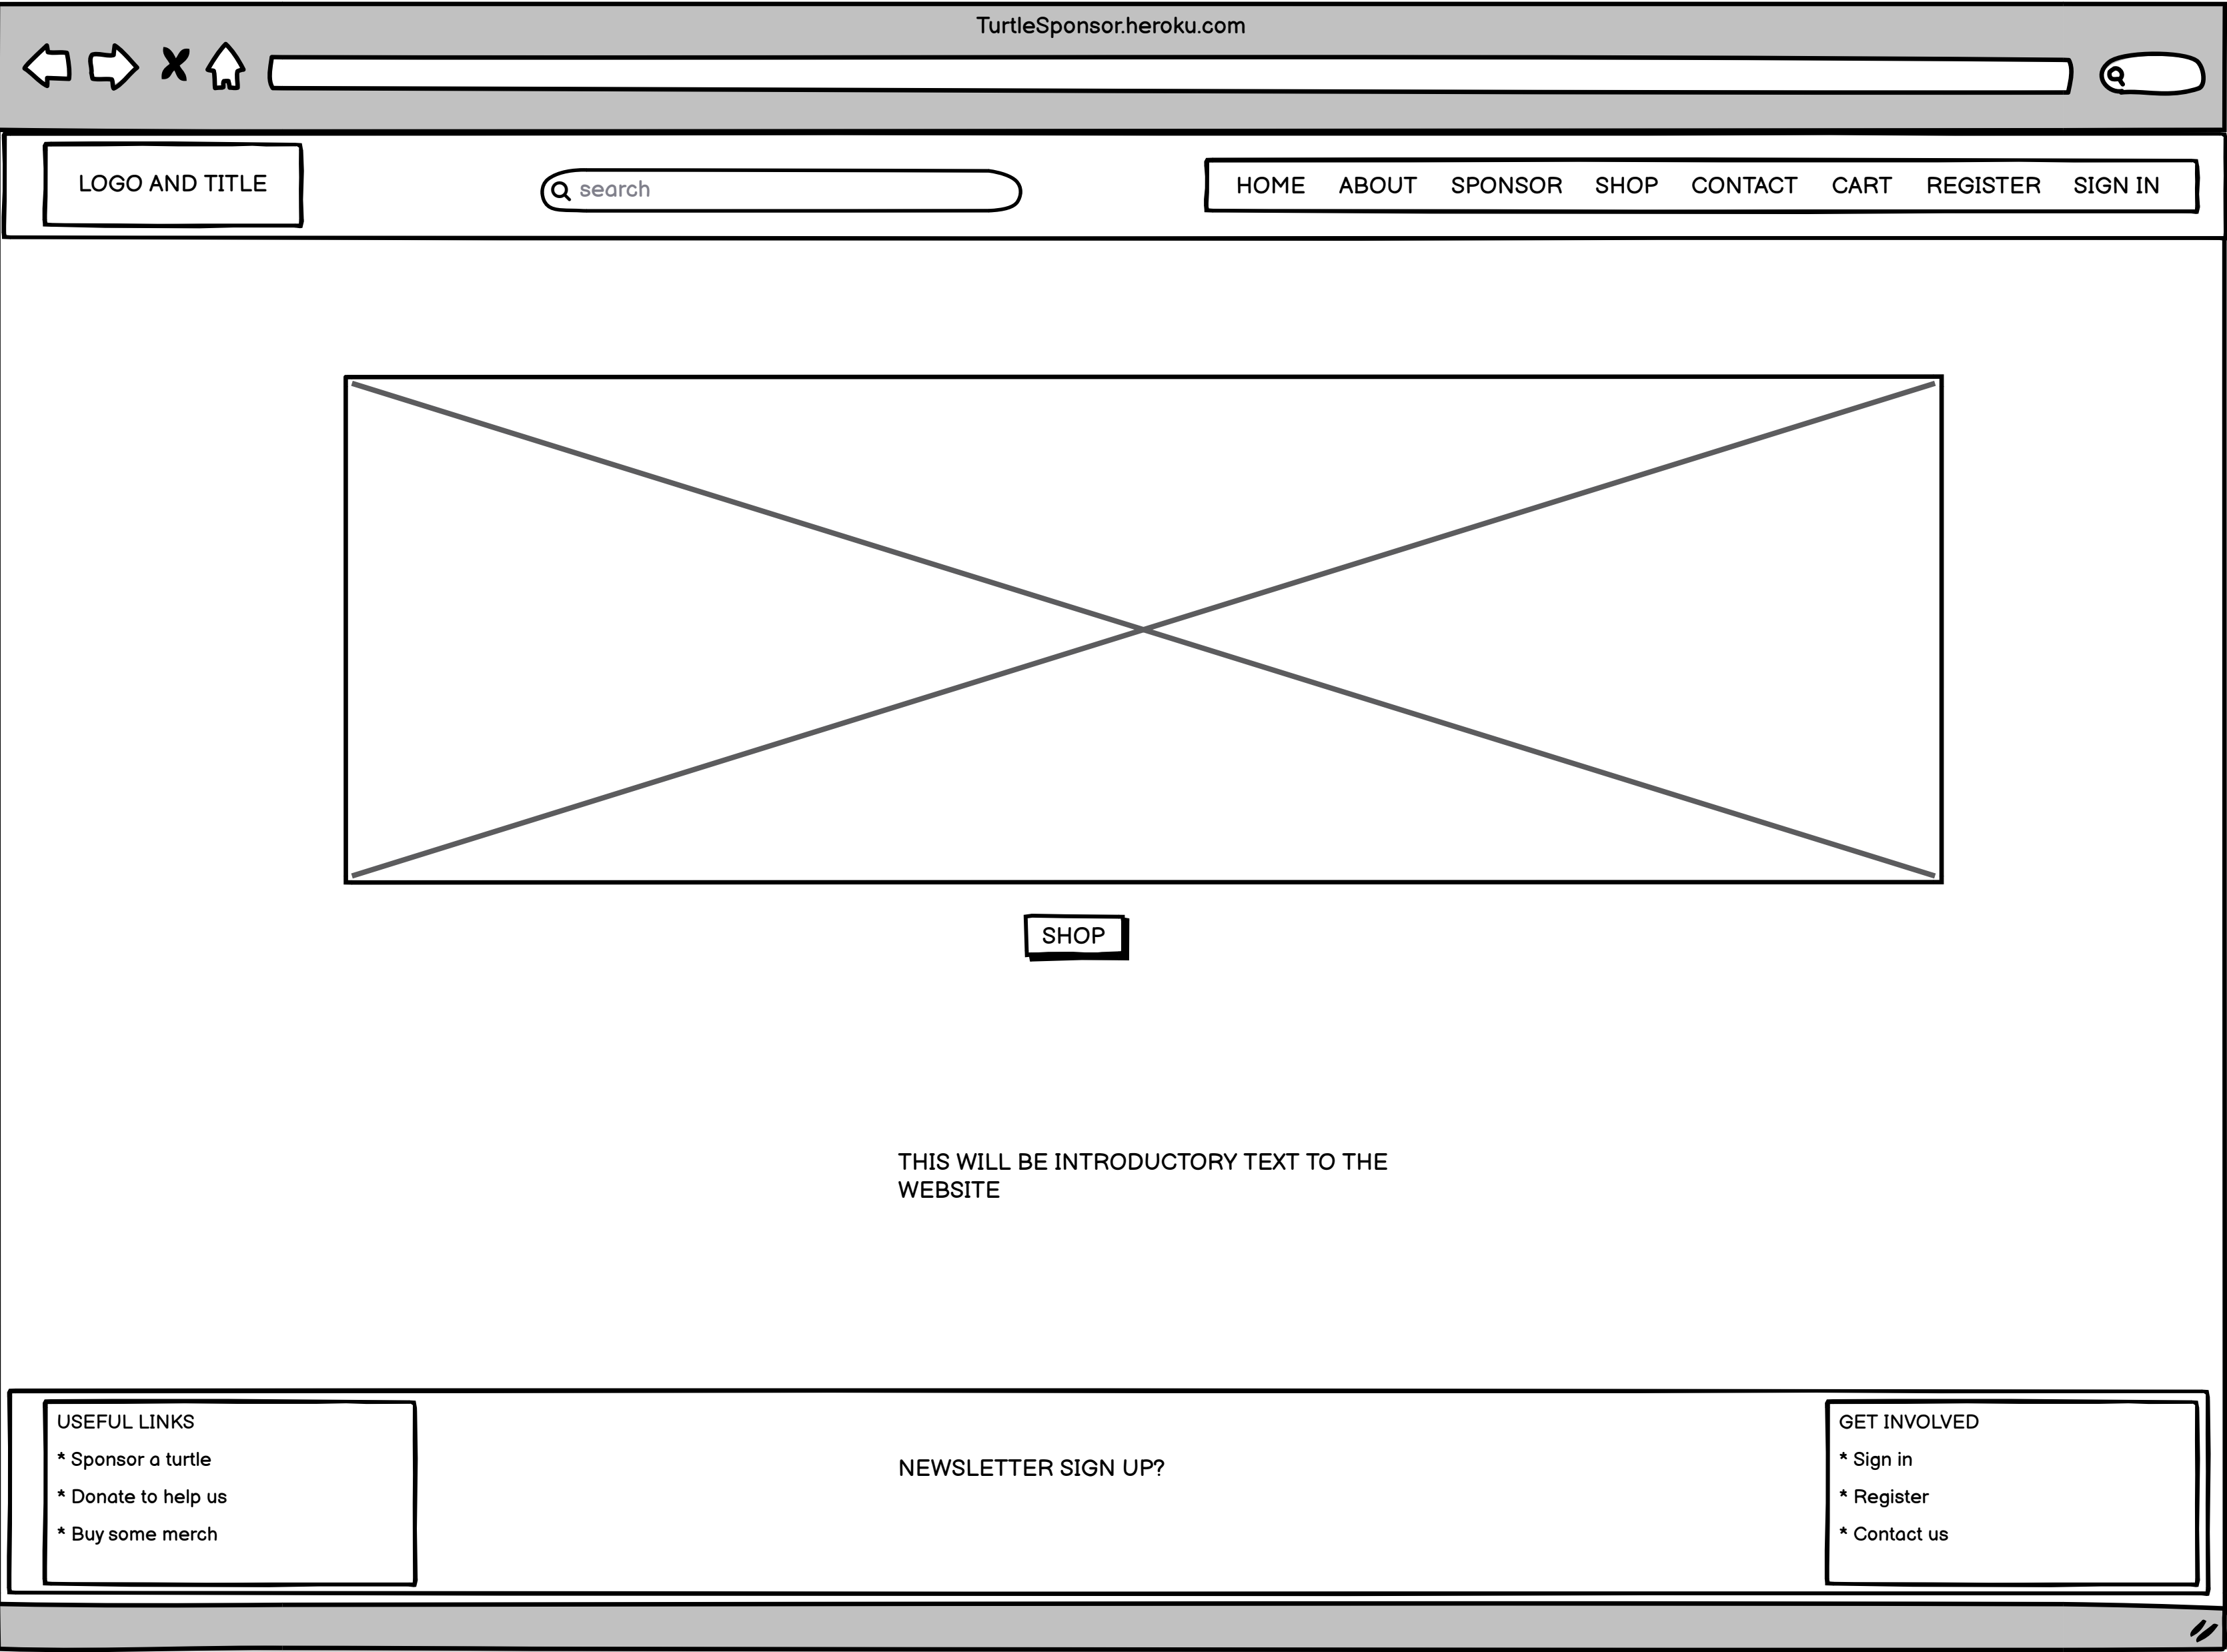 TurtleSponsor.heroku.com
LOGO AND TITLE
search
HOME ABOUT SPONSOR SHOP CONTACT CART REGISTER SIGN IN
SHOP
THIS WILL BE INTRODUCTORY TEXT TO THE
WEBSITE
USEFUL LINKS
* Sponsor a turtle
* Donate to help us
* Buy some merch
NEWSLETTER SIGN UP?
GET INVOLVED
* Sign in
* Register
* Contact us